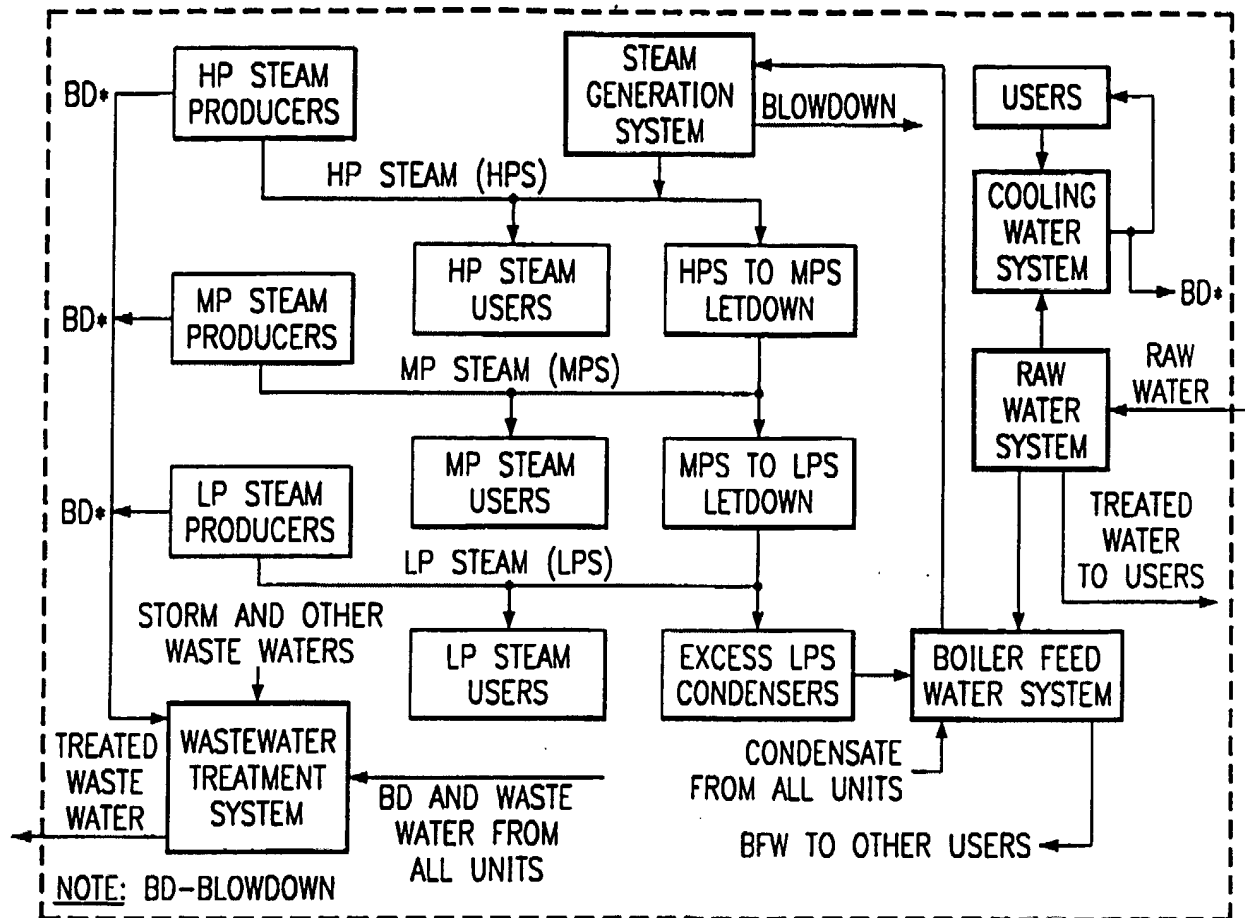 HP STEAM
PRODUCERS
BD*
STEAM
GENERATION
SYSTEM
BLOWDOWN
USERS
HP STEAM (HPS)
COOLING
WATER
SYSTEM
BD*
HP STEAM
USERS
HPS TO MPS
LETDOWN
MP STEAM
PRODUCERS
BD*
MP STEAM (MPS)
RAW
WATER
SYSTEM
RAW
WATER
MP STEAM
USERS
MPS TO LPS
LETDOWN
LP STEAM
PRODUCERS
BD*
TREATED
WATER
TO USERS
LP STEAM (LPS)
STORM AND OTHER
WASTE WATERS
LP STEAM
USERS
EXCESS LPS
CONDENSERS
BOILER FEED
WATER SYSTEM
TREATED
WASTE
WATER
WASTEWATER
TREATMENT
SYSTEM
BD AND WASTE
WATER FROM
ALL UNITS
CONDENSATE
FROM ALL UNITS
BFW TO OTHER USERS
NOTE: BD-BLOWDOWN